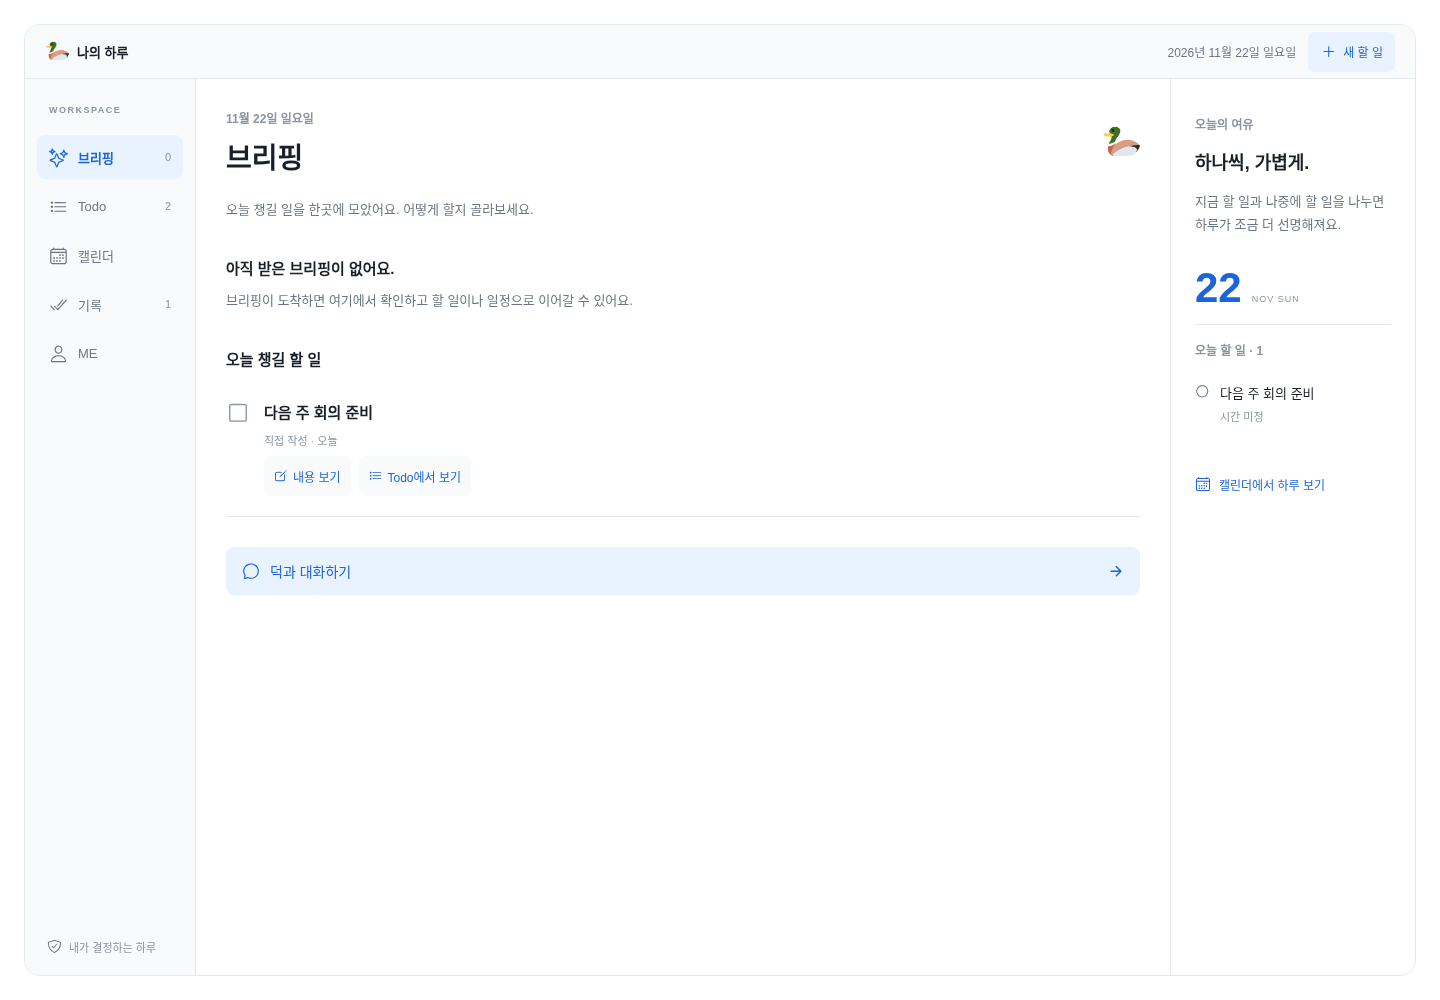 나의 하루
2026년 11월 22일 일요일
새 할 일
WORKSPACE
브리핑 0
Todo 2
캘린더
기록 1
ME
내가 결정하는 하루
11월 22일 일요일
브리핑
오늘 챙길 일을 한곳에 모았어요. 어떻게 할지 골라보세요.
아직 받은 브리핑이 없어요.
브리핑이 도착하면 여기에서 확인하고 할 일이나 일정으로 이어갈 수 있어요.
오늘 챙길 할 일
다음 주 회의 준비
직접 작성 · 오늘
내용 보기
Todo에서 보기
덕과 대화하기
오늘의 여유
하나씩, 가볍게.
지금 할 일과 나중에 할 일을 나누면
하루가 조금 더 선명해져요.
22 NOV SUN
오늘 할 일 · 1
다음 주 회의 준비
시간 미정
캘린더에서 하루 보기